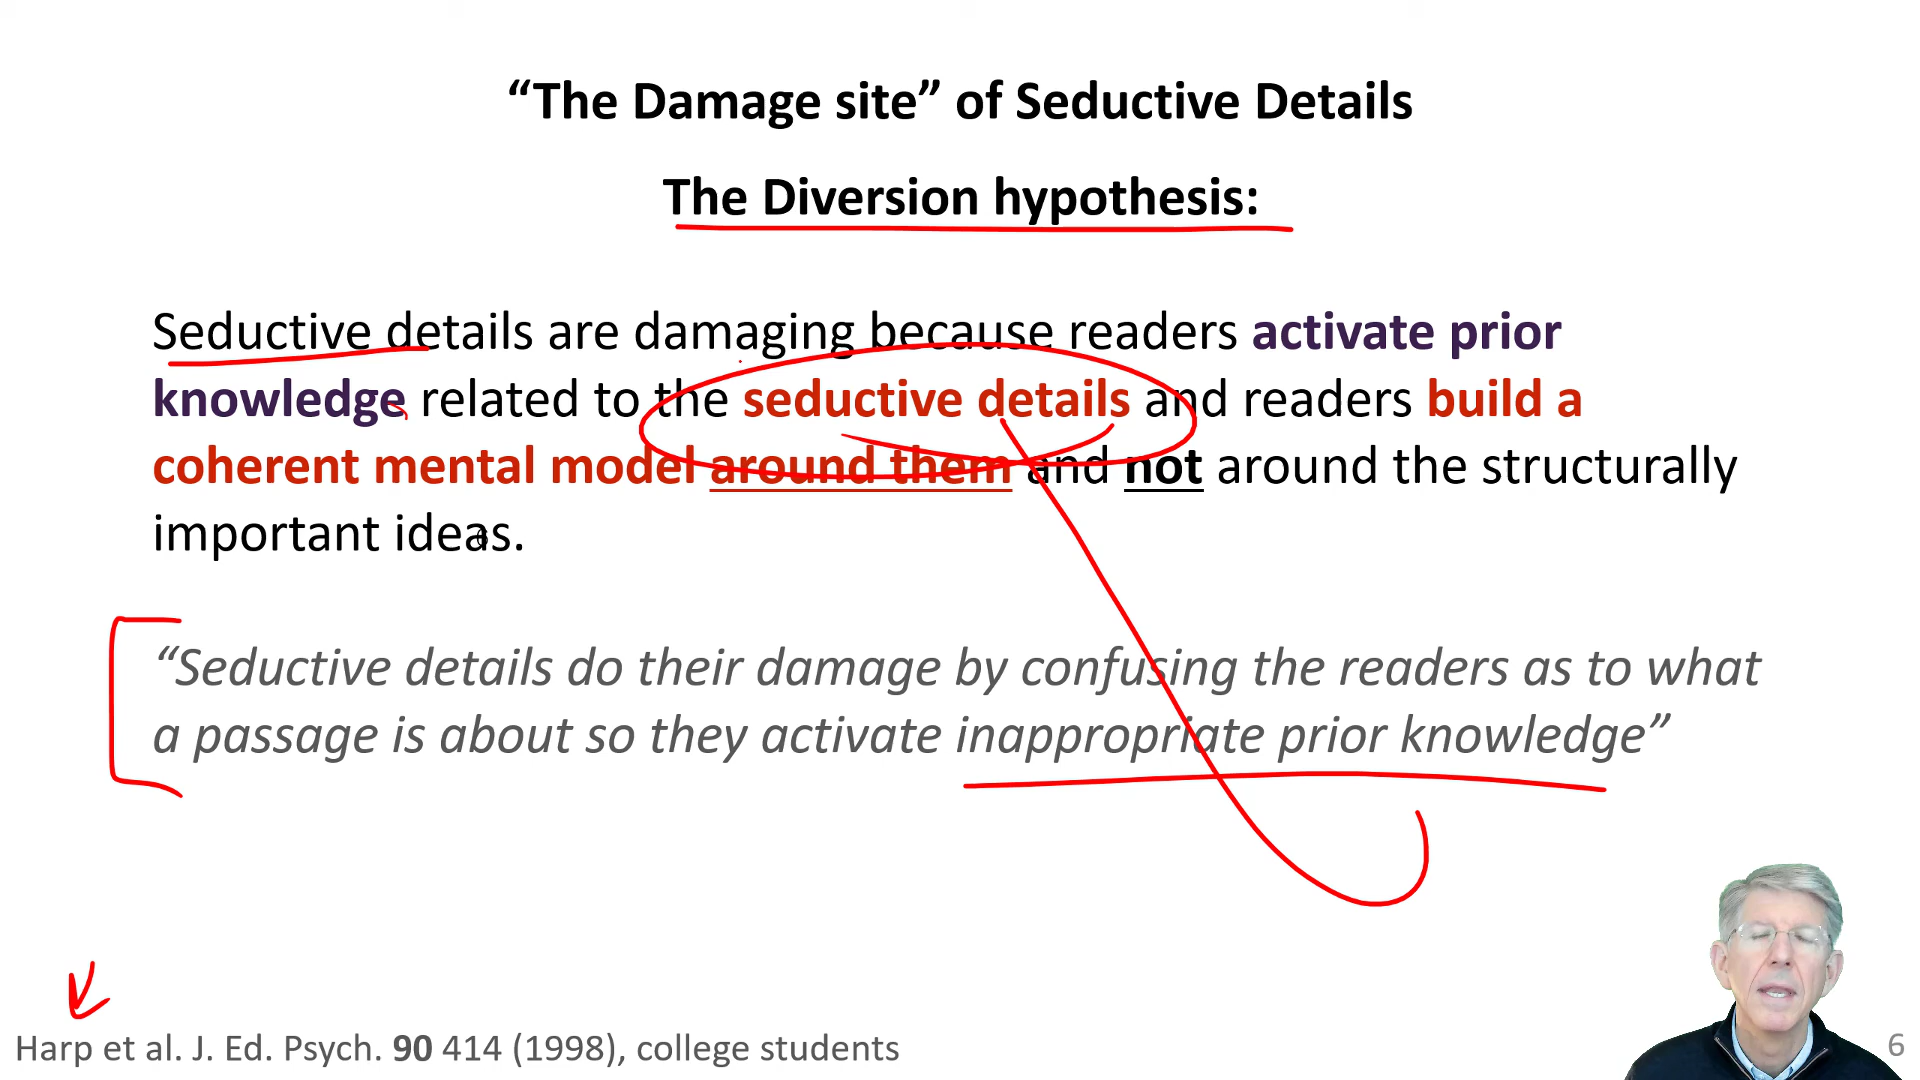 “The Damage site” of Seductive Details
The Diversion hypothesis:
Seductive details are damaging because readers activate prior
knowledge related to the seductive details and readers build a
coherent mental model around them and not around the structurally
important ideas.
6
“Seductive details do their damage by confusing the readers as to what
a passage is about so they activate inappropriate prior knowledge”
Harp et al. J. Ed. Psych. 90 414 (1998), college students
6